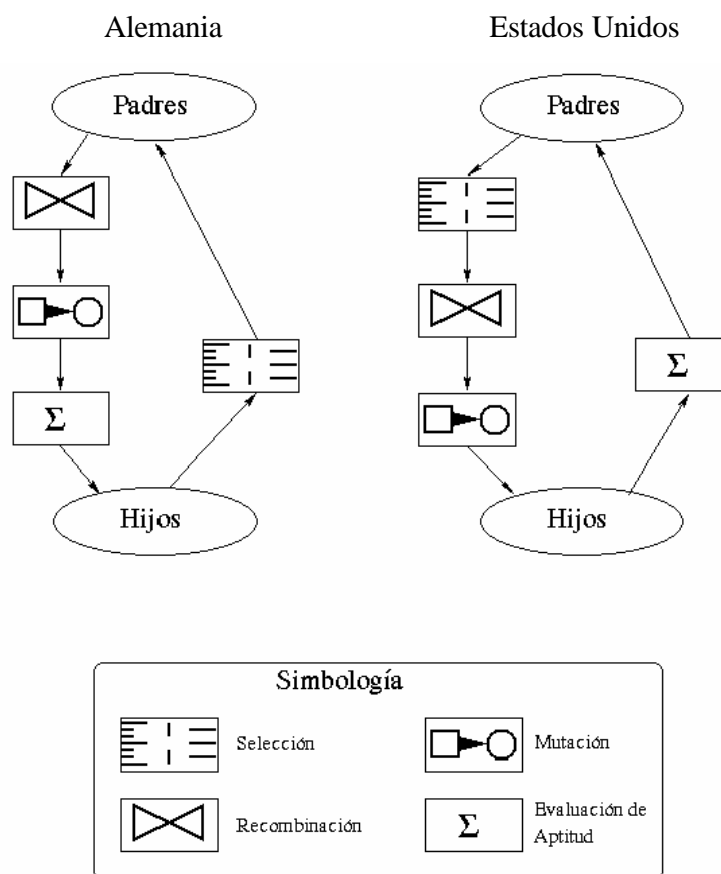 Alemania
Estados Unidos
Padres
Padres
Σ
Σ
Hijos
Hijos
Simbología
Selección
Mutación
Recombinación
Σ
Evaluación de
Aptitud